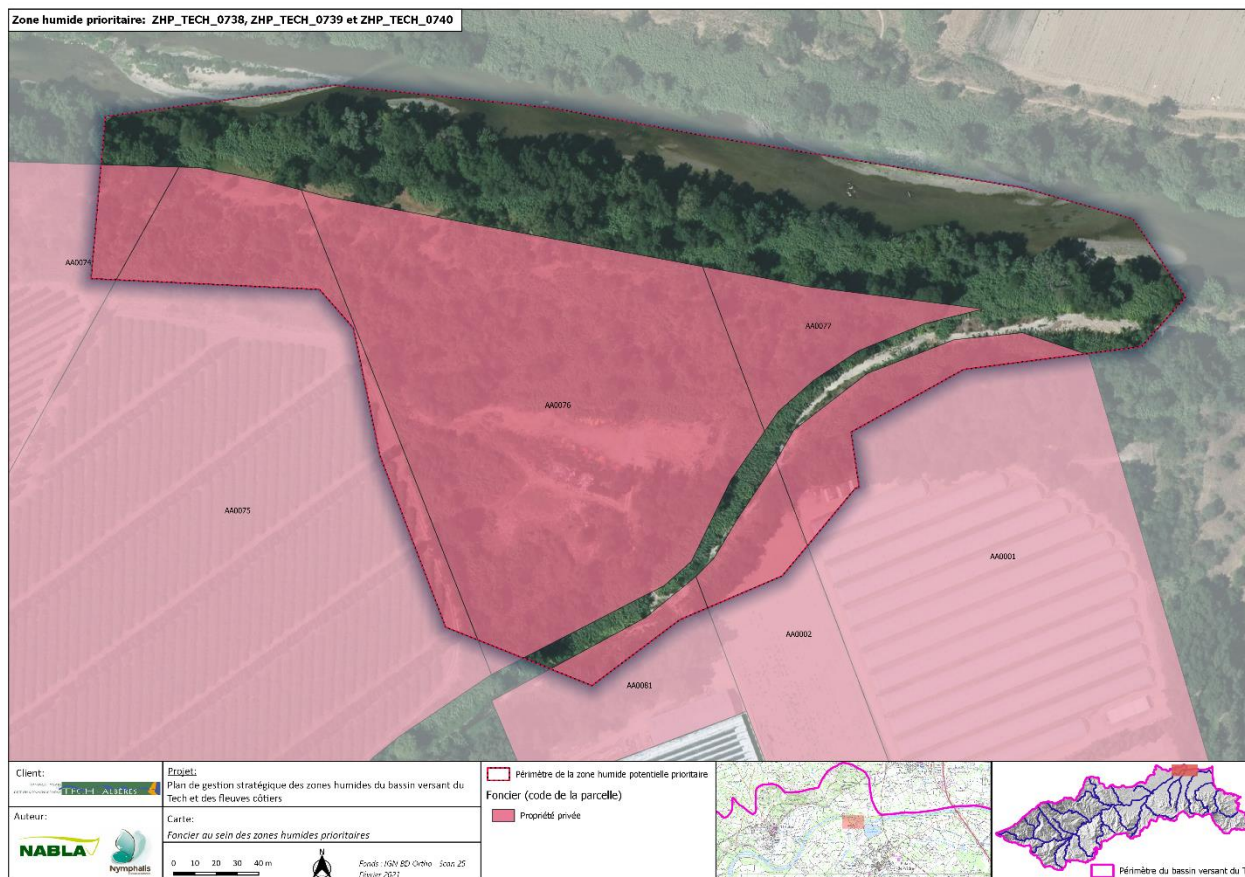 Zone humide prioritaire: ZHP_TECH_0738, ZHP_TECH_0739 et ZHP_TECH_0740
AA0074
AA0077
AA0076
AA0075
AA0001
AA0002
AA0081
Client:
TECH ALBÈRES
Auteur:
NABLA
Nymphalis
Projet:
Plan de gestion stratégique des zones humides du bassin versant du
Tech et des fleuves côtiers
Carte:
Foncier au sein des zones humides prioritaires
0 10 20 30 40 m
N
Fonds : IGN BD Ortho Scan 25
Février 2021
Périmètre de la zone humide potentielle prioritaire
Foncier (code de la parcelle)
Propriété privée
Périmètre du bassin versant du T